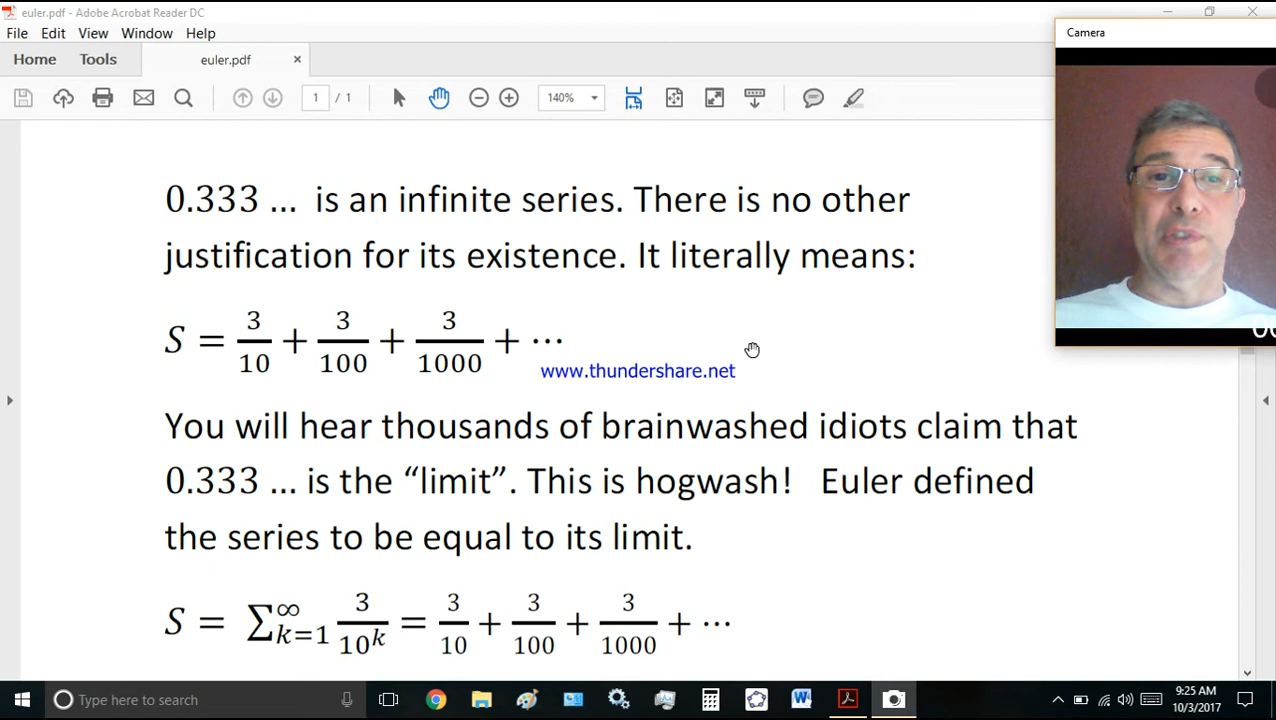 euler.pdf - Adobe Acrobat Reader DC
File Edit View Window Help
Camera
Home Tools euler.pdf ×
1 / 1 140%
0.333 … is an infinite series. There is no other
justification for its existence. It literally means:
S = 3/10 + 3/100 + 3/1000 + ⋯
www.thundershare.net
You will hear thousands of brainwashed idiots claim that
0.333 … is the “limit”. This is hogwash! Euler defined
the series to be equal to its limit.
S = ∑_{k=1}^{∞} 3/10^k = 3/10 + 3/100 + 3/1000 + ⋯
Type here to search
9:25 AM
10/3/2017